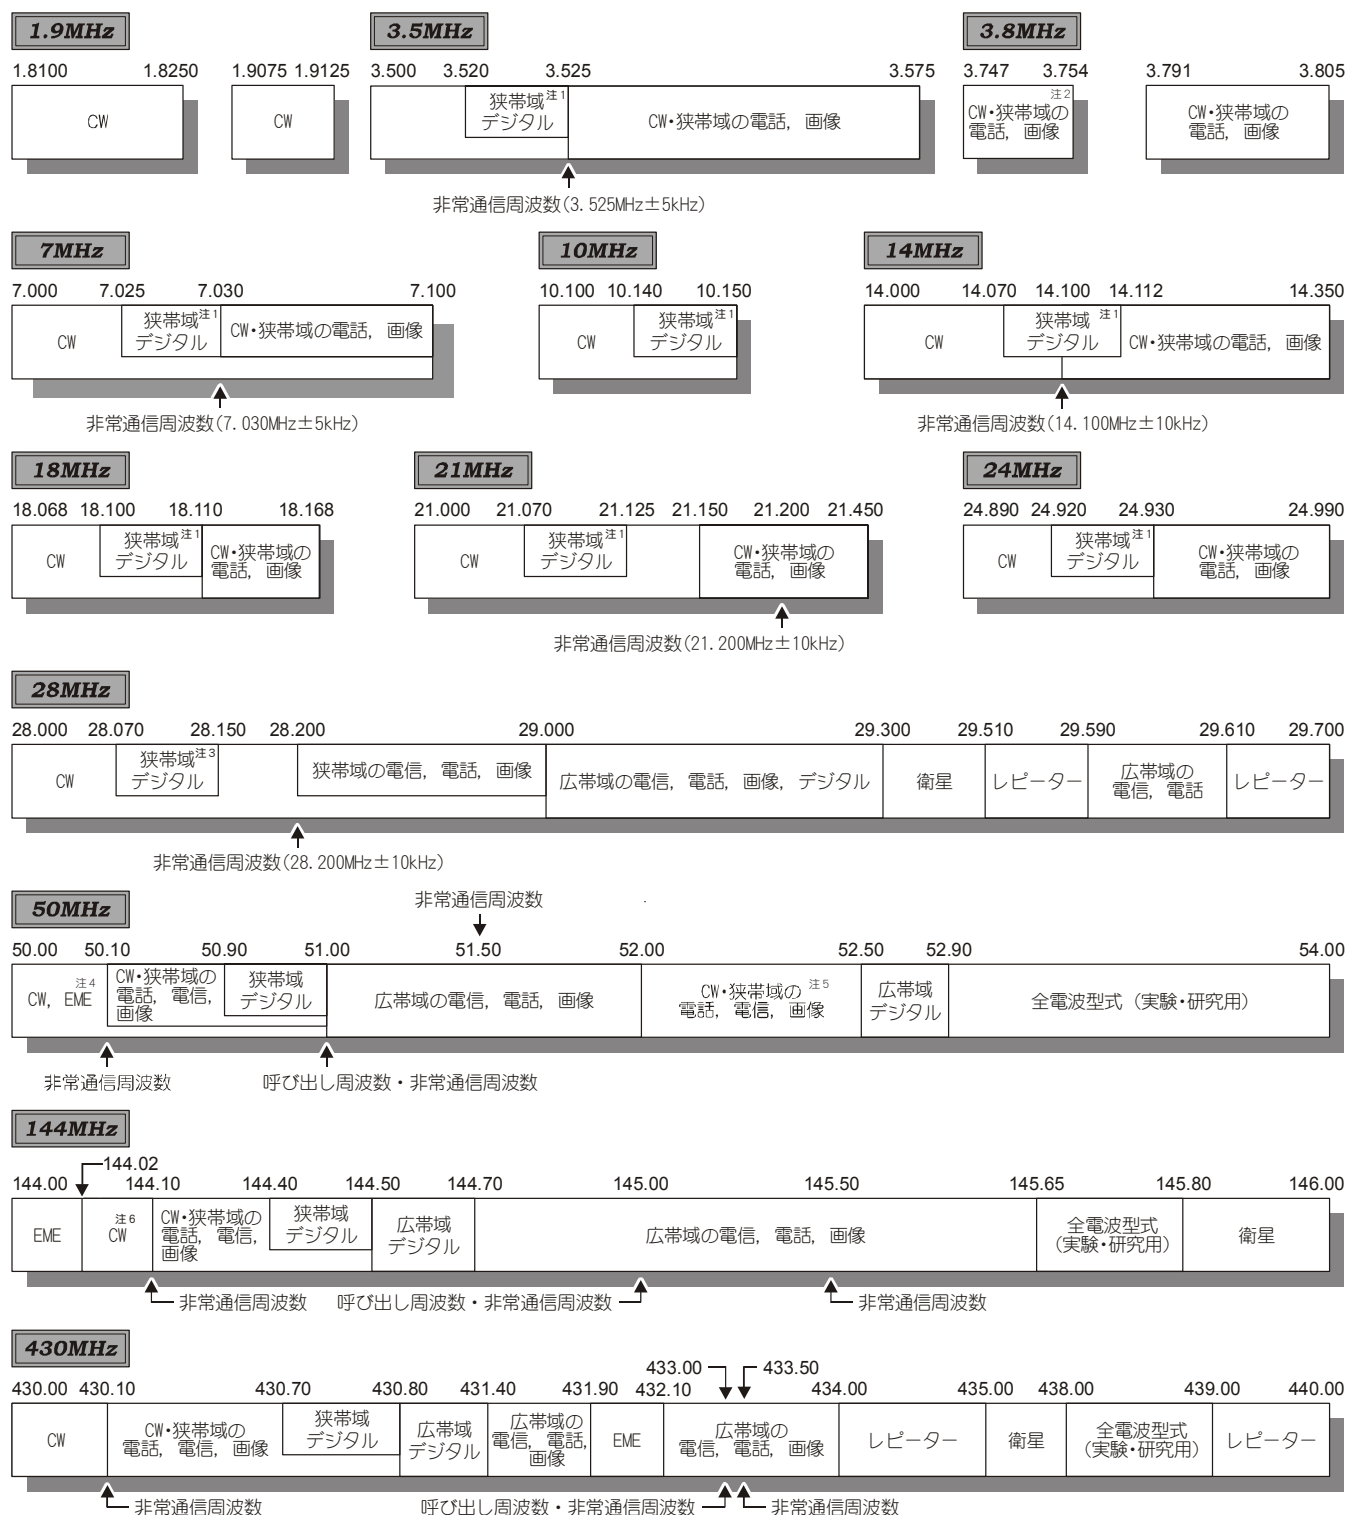 1.9MHz 3.5MHz 3.8MHz
1.8100 1.8250 1.9075 1.9125 3.500 3.520 3.525 3.575 3.747 3.754 3.791 3.805
CW
CW
狭帯域注1
デジタル
CW・狭帯域の電話, 画像
注2
CW・狭帯域の
電話, 画像
CW・狭帯域の
電話, 画像
非常通信周波数(3.525MHz±5kHz)
7MHz 10MHz 14MHz
7.000 7.025 7.030 7.100 10.100 10.140 10.150 14.000 14.070 14.100 14.112 14.350
CW
狭帯域注1
デジタル
CW・狭帯域の電話, 画像
CW
狭帯域注1
デジタル
CW
狭帯域注1
デジタル
CW・狭帯域の電話, 画像
非常通信周波数(7.030MHz±5kHz) 非常通信周波数(14.100MHz±10kHz)
18MHz 21MHz 24MHz
18.068 18.100 18.110 18.168 21.000 21.070 21.125 21.150 21.200 21.450 24.890 24.920 24.930 24.990
CW
狭帯域注1
デジタル
CW・狭帯域の
電話, 画像
CW
狭帯域注1
デジタル
CW・狭帯域の
電話, 画像
CW
狭帯域注1
デジタル
CW・狭帯域の
電話, 画像
非常通信周波数(21.200MHz±10kHz)
28MHz
28.000 28.070 28.150 28.200 29.000 29.300 29.510 29.590 29.610 29.700
CW
狭帯域注3
デジタル
狭帯域の電信, 電話, 画像
広帯域の電信, 電話, 画像, デジタル
衛星
レピーター
広帯域の
電信, 電話
レピーター
非常通信周波数(28.200MHz±10kHz)
50MHz
非常通信周波数
50.00 50.10 50.90 51.00 51.50 52.00 52.50 52.90 54.00
注4
CW, EME
CW・狭帯域の
電話, 電信,
画像
狭帯域
デジタル
広帯域の電信, 電話, 画像
CW・狭帯域の 注5
電話, 電信, 画像
広帯域
デジタル
全電波型式 (実験・研究用)
非常通信周波数 呼び出し周波数・非常通信周波数
144MHz
144.02
144.00 144.10 144.40 144.50 144.70 145.00 145.50 145.65 145.80 146.00
EME
注6
CW
CW・狭帯域の
電話, 電信,
画像
狭帯域
デジタル
広帯域
デジタル
広帯域の電信, 電話, 画像
全電波型式
(実験・研究用)
衛星
非常通信周波数 呼び出し周波数・非常通信周波数 非常通信周波数
430MHz
433.00 433.50
430.00 430.10 430.70 430.80 431.40 431.90 432.10 434.00 435.00 438.00 439.00 440.00
CW
CW・狭帯域の
電話, 電信, 画像
狭帯域
デジタル
広帯域
デジタル
広帯域の
電信, 電話,
画像
EME
広帯域の
電信, 電話, 画像
レピーター
衛星
全電波型式
(実験・研究用)
レピーター
非常通信周波数 呼び出し周波数・非常通信周波数 非常通信周波数